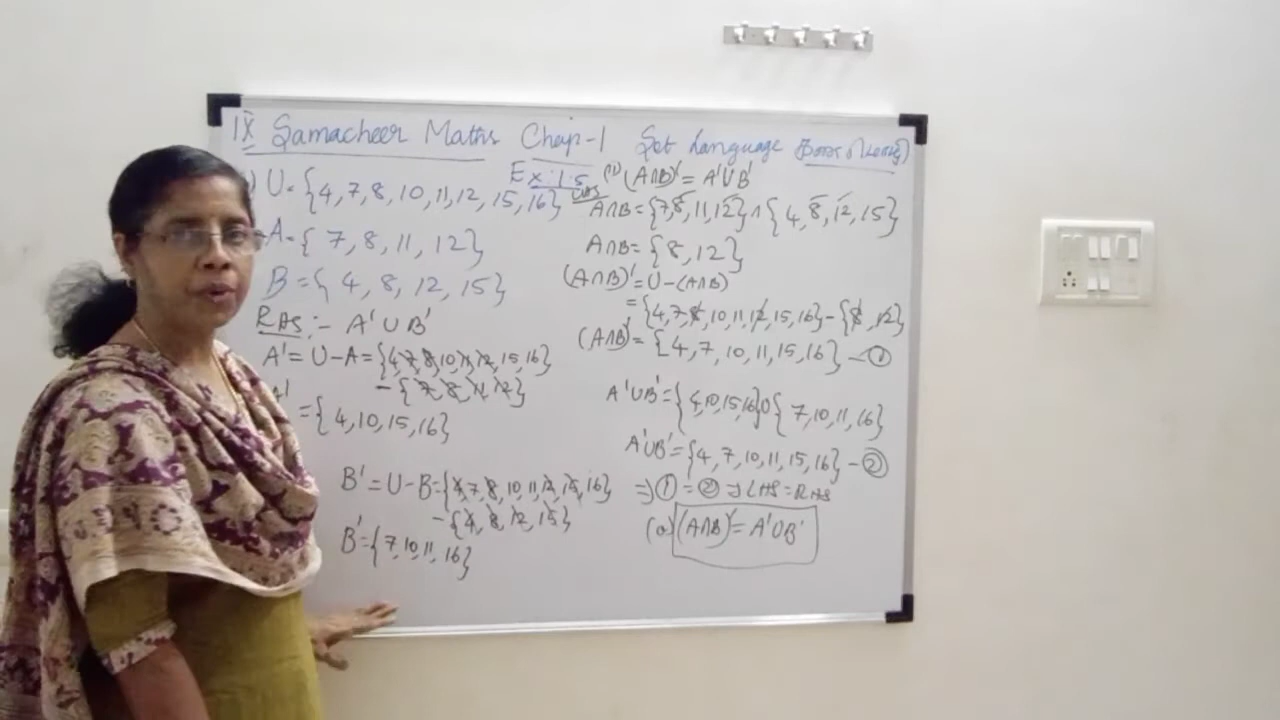 IX Samacheer Maths Chap-1 Set Language கணமொழி
Ex: 1.5
) U = {4, 7, 8, 10, 11, 12, 15, 16}
A = { 7, 8, 11, 12}
B = { 4, 8, 12, 15}
RHS :- A' ∪ B'
A' = U - A = {4, 7, 8, 10, 11, 12, 15, 16}
- {7, 8, 11, 12}
A' = {4, 10, 15, 16}
B' = U - B = {4, 7, 8, 10, 11, 12, 15, 16}
- {4, 8, 12, 15}
B' = {7, 10, 11, 16}
(i) (A∩B)' = A'∪B'
LHS A∩B = {7, 8, 11, 12} ∩ { 4, 8, 12, 15}
A∩B = {8, 12}
(A∩B)' = U - (A∩B)
= {4, 7, 8, 10, 11, 12, 15, 16} - {8, 12}
(A∩B)' = {4, 7, 10, 11, 15, 16} - ①
A'∪B' = {4, 10, 15, 16} ∪ { 7, 10, 11, 16}
A'∪B' = {4, 7, 10, 11, 15, 16} - ②
⇒ ① = ② ⇒ LHS = RHS
(a) (A∩B)' = A'∪B'